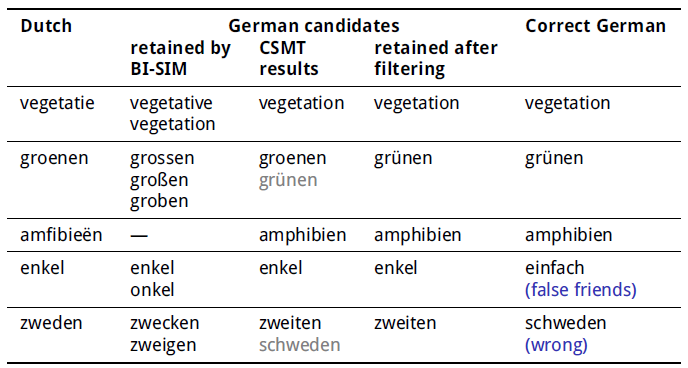 Dutch German candidates Correct German
retained by CSMT retained after
BI-SIM results filtering
vegetatie vegetative vegetation vegetation vegetation
vegetation
groenen grossen groenen grünen grünen
großen grünen
groben
amfibieën — amphibien amphibien amphibien
enkel enkel enkel enkel einfach
onkel (false friends)
zweden zwecken zweiten zweiten schweden
zweigen schweden (wrong)